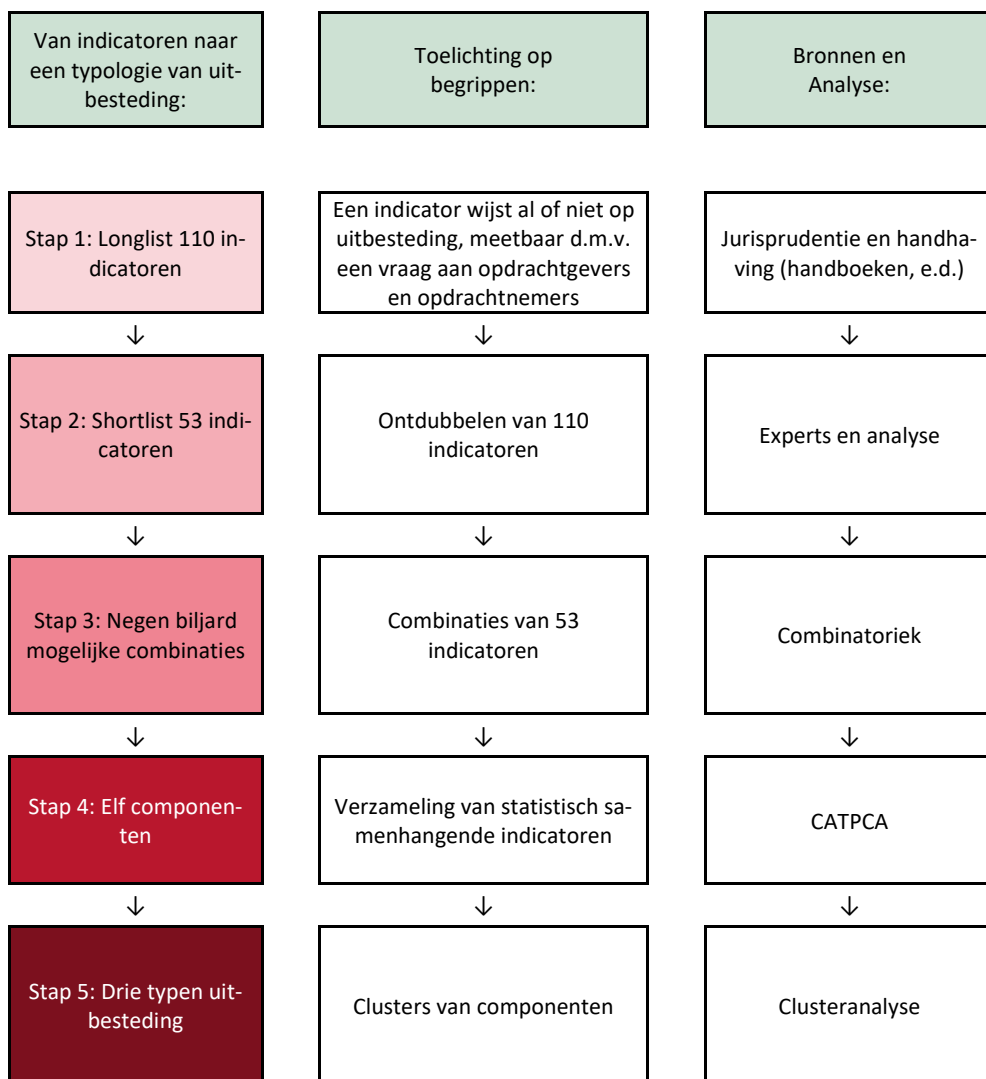 Van indicatoren naar
een typologie van uit-
besteding:
Toelichting op
begrippen:
Bronnen en
Analyse:
Stap 1: Longlist 110 in-
dicatoren
Een indicator wijst al of niet op
uitbesteding, meetbaar d.m.v.
een vraag aan opdrachtgevers
en opdrachtnemers
Jurisprudentie en handha-
ving (handboeken, e.d.)
↓ ↓ ↓
Stap 2: Shortlist 53 indi-
catoren
Ontdubbelen van 110
indicatoren
Experts en analyse
↓ ↓ ↓
Stap 3: Negen biljard
mogelijke combinaties
Combinaties van 53
indicatoren
Combinatoriek
↓ ↓ ↓
Stap 4: Elf componen-
ten
Verzameling van statistisch sa-
menhangende indicatoren
CATPCA
↓ ↓ ↓
Stap 5: Drie typen uit-
besteding
Clusters van componenten
Clusteranalyse